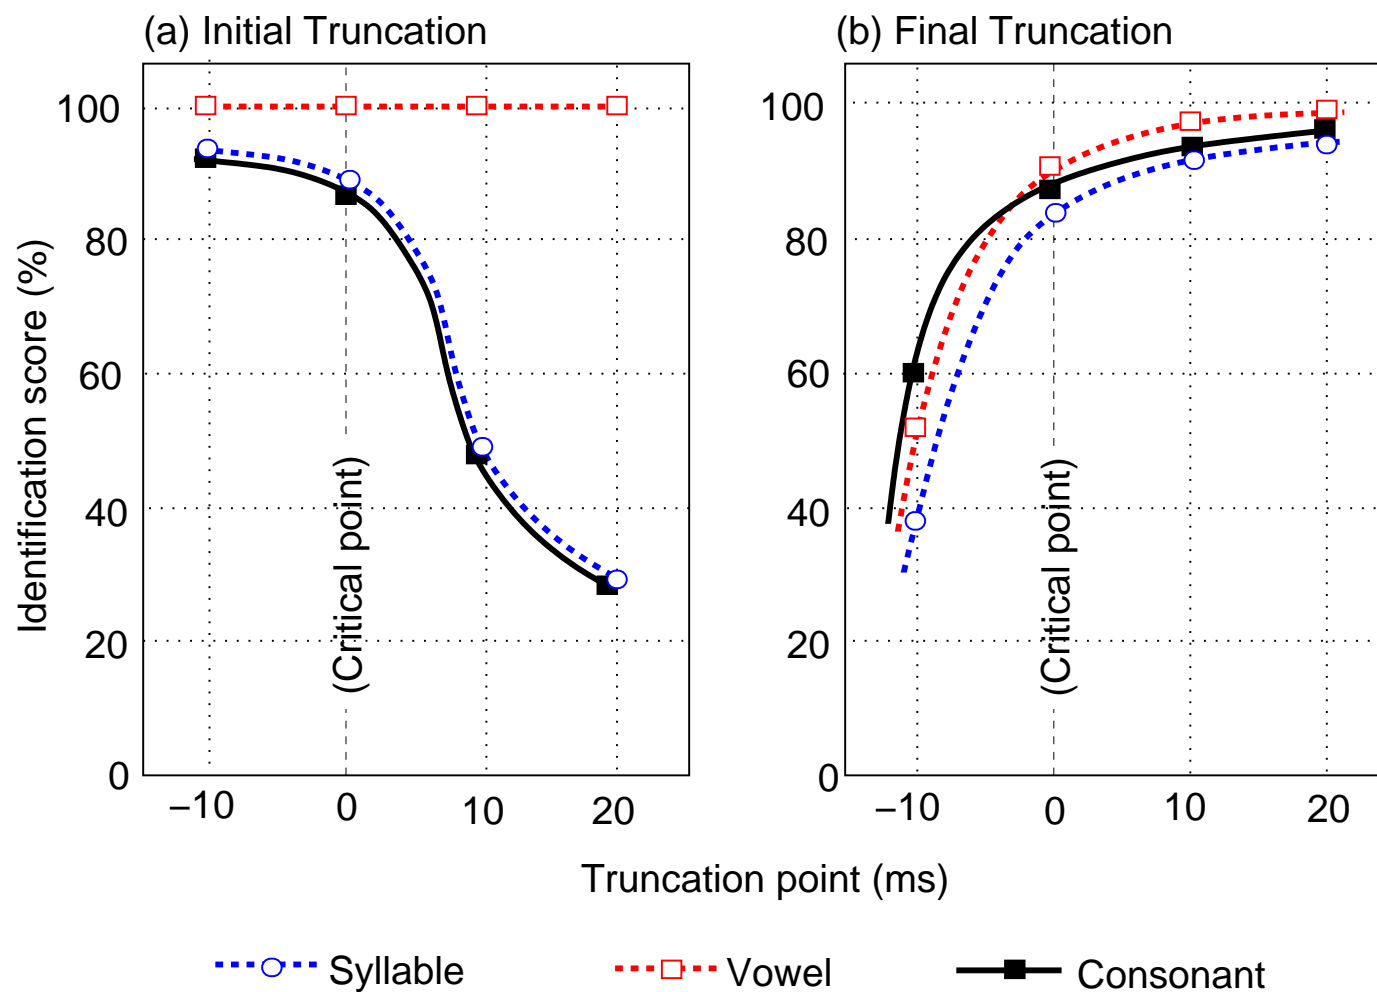 (a) Initial Truncation
(b) Final Truncation
Identification score (%)
100
80
60
40
20
0
(Critical point)
–10
0
10
20
100
80
60
40
20
0
(Critical point)
–10
0
10
20
Truncation point (ms)
Syllable
Vowel
Consonant